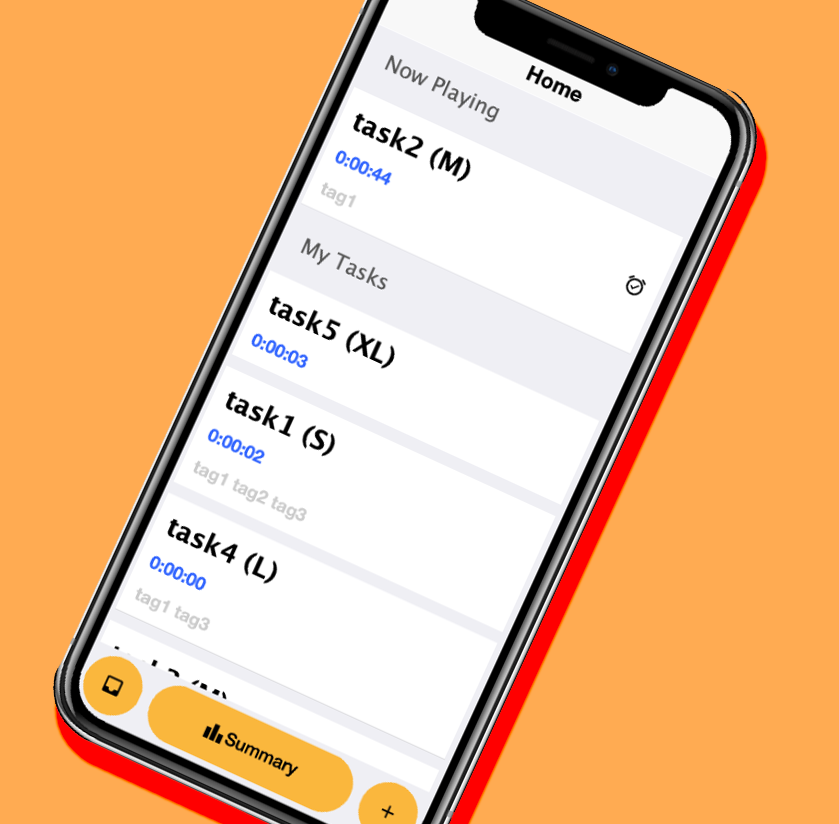 Home
Now Playing
task2 (M)
0:00:44
tag1
My Tasks
task5 (XL)
0:00:03
task1 (S)
0:00:02
tag1 tag2 tag3
task4 (L)
0:00:00
tag1 tag3
Summary
+